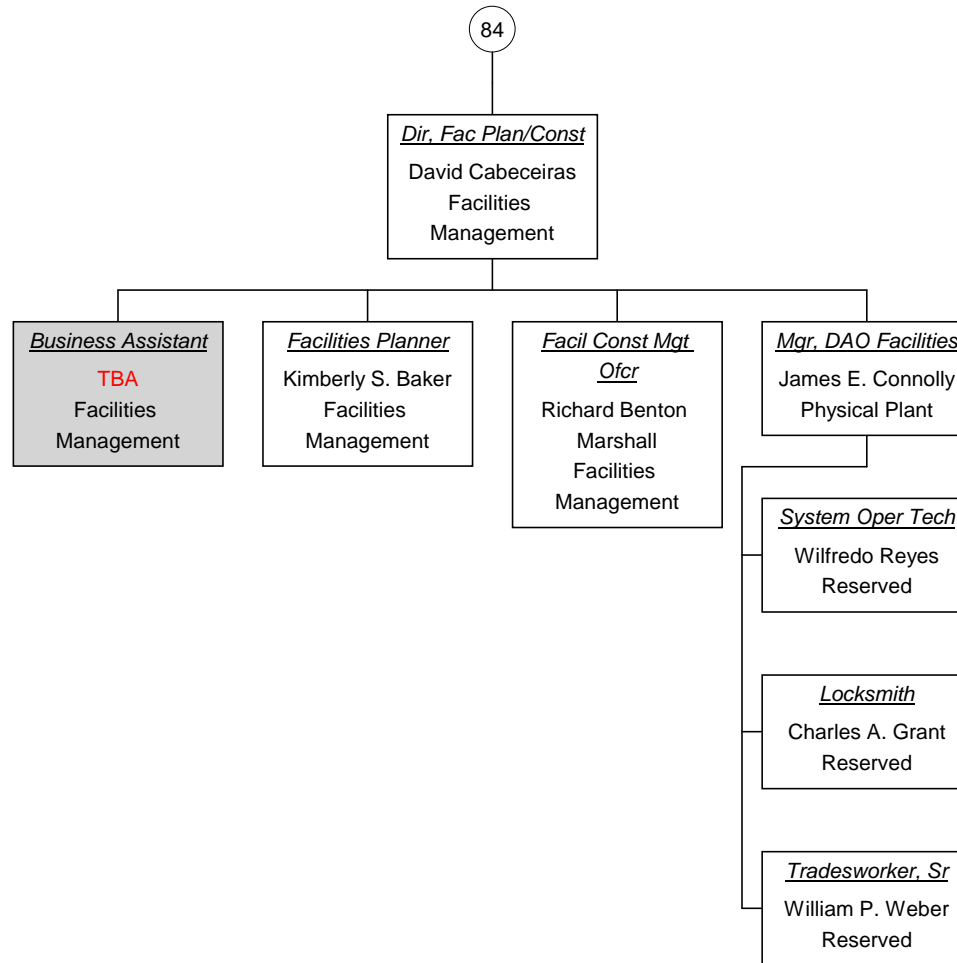 84
Dir, Fac Plan/Const
David Cabeceiras
Facilities
Management
Business Assistant
TBA
Facilities
Management
Facilities Planner
Kimberly S. Baker
Facilities
Management
Facil Const Mgt
Ofcr
Richard Benton
Marshall
Facilities
Management
Mgr, DAO Facilities
James E. Connolly
Physical Plant
System Oper Tech
Wilfredo Reyes
Reserved
Locksmith
Charles A. Grant
Reserved
Tradesworker, Sr
William P. Weber
Reserved